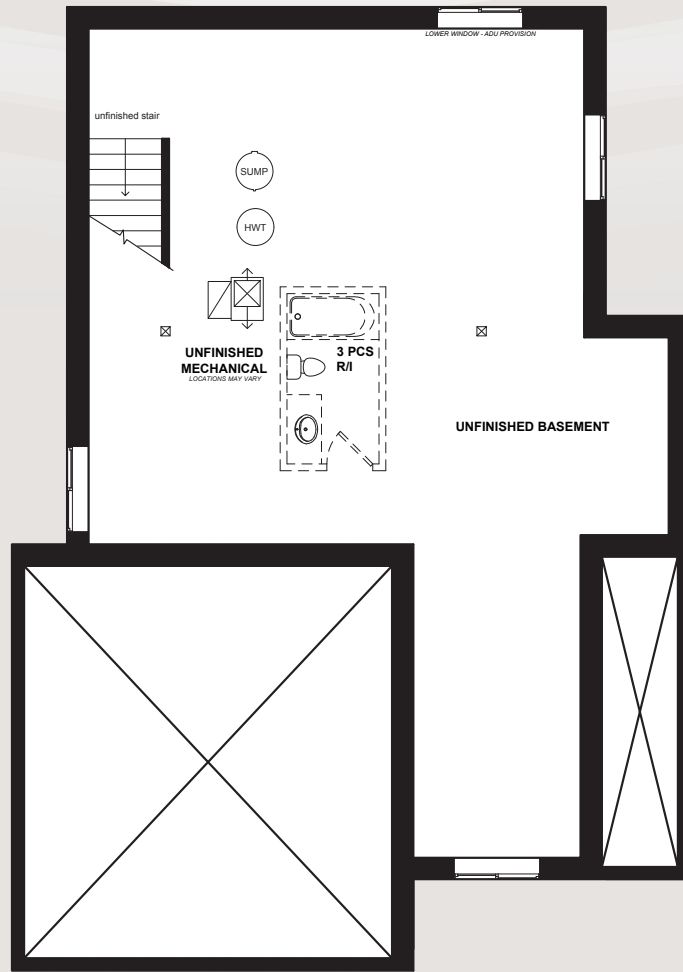 LOWER WINDOW - ADU PROVISION
unfinished stair
SUMP
HWT
UNFINISHED
MECHANICAL
LOCATIONS MAY VARY
3 PCS
R/I
UNFINISHED BASEMENT